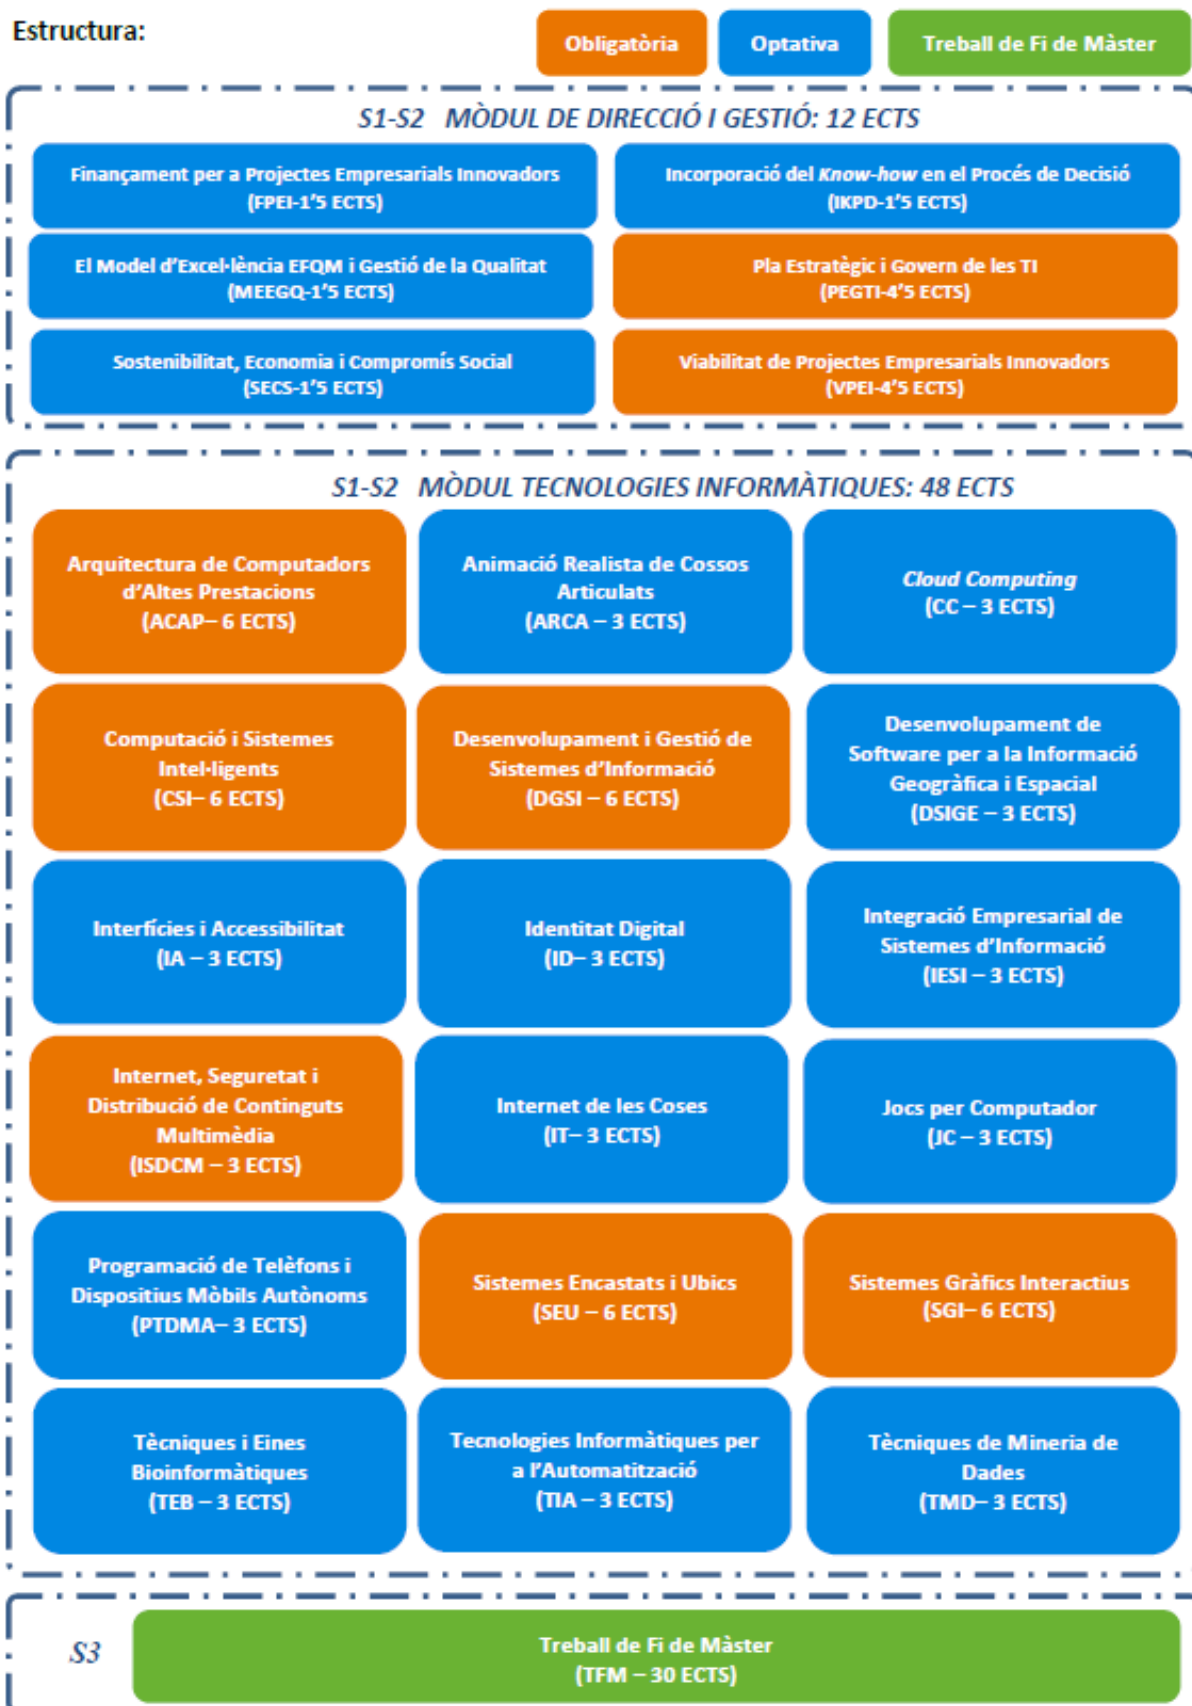 Estructura:
Obligatòria
Optativa
Treball de Fi de Màster
S1-S2 MÒDUL DE DIRECCIÓ I GESTIÓ: 12 ECTS
Finançament per a Projectes Empresarials Innovadors
(FPEI-1'5 ECTS)
Incorporació del Know-how en el Procés de Decisió
(IKPD-1'5 ECTS)
El Model d'Excel·lència EFQM i Gestió de la Qualitat
(MEEGQ-1'5 ECTS)
Pla Estratègic i Govern de les TI
(PEGTI-4'5 ECTS)
Sostenibilitat, Economia i Compromís Social
(SECS-1'5 ECTS)
Viabilitat de Projectes Empresarials Innovadors
(VPEI-4'5 ECTS)
S1-S2 MÒDUL TECNOLOGIES INFORMÀTIQUES: 48 ECTS
Arquitectura de Computadors
d'Altes Prestacions
(ACAP– 6 ECTS)
Animació Realista de Cossos
Articulats
(ARCA – 3 ECTS)
Cloud Computing
(CC – 3 ECTS)
Computació i Sistemes
Intel·ligents
(CSI– 6 ECTS)
Desenvolupament i Gestió de
Sistemes d'Informació
(DGSI – 6 ECTS)
Desenvolupament de
Software per a la Informació
Geogràfica i Espacial
(DSIGE – 3 ECTS)
Interfícies i Accessibilitat
(IA – 3 ECTS)
Identitat Digital
(ID– 3 ECTS)
Integració Empresarial de
Sistemes d'Informació
(IESI – 3 ECTS)
Internet, Seguretat i
Distribució de Continguts
Multimèdia
(ISDCM – 3 ECTS)
Internet de les Coses
(IT– 3 ECTS)
Jocs per Computador
(JC – 3 ECTS)
Programació de Telèfons i
Dispositius Mòbils Autònoms
(PTDMA– 3 ECTS)
Sistemes Encastats i Ubics
(SEU – 6 ECTS)
Sistemes Gràfics Interactius
(SGI– 6 ECTS)
Tècniques i Eines
Bioinformàtiques
(TEB – 3 ECTS)
Tecnologies Informàtiques per
a l'Automatització
(TIA – 3 ECTS)
Tècniques de Mineria de
Dades
(TMD– 3 ECTS)
S3
Treball de Fi de Màster
(TFM – 30 ECTS)